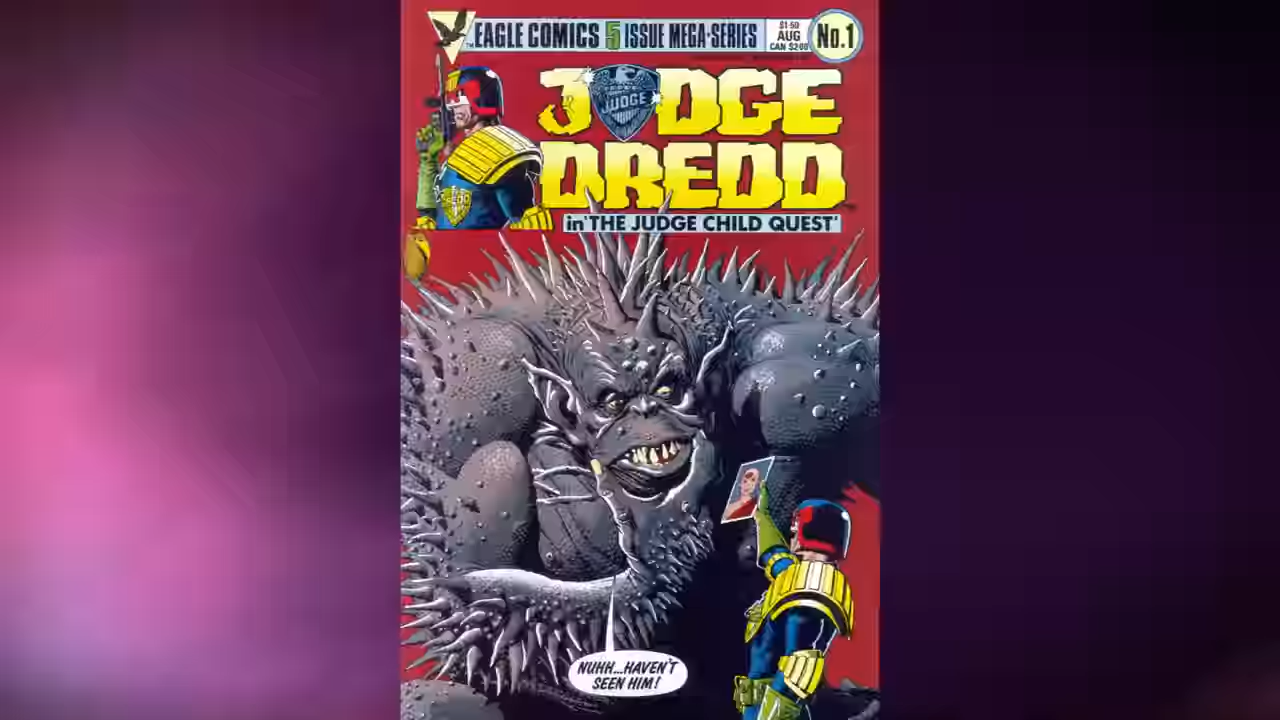 EAGLE COMICS 5 ISSUE MEGA-SERIES
$1·50
AUG
CAN $2·00
No.1
JUDGE
JUDGE
DREDD
in 'THE JUDGE CHILD QUEST'
NUHH...HAVEN'T
SEEN HIM!